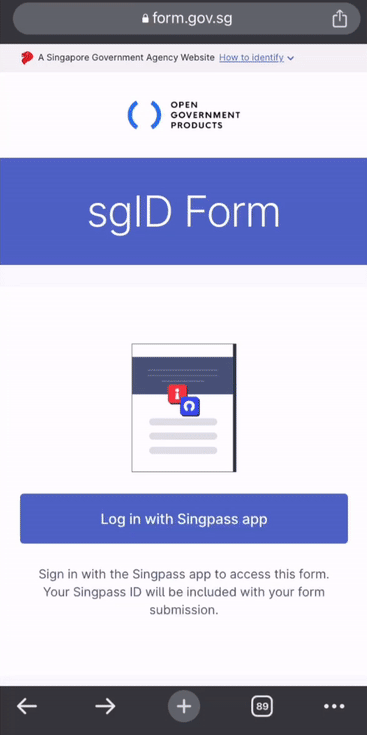 form.gov.sg
A Singapore Government Agency Website How to identify
OPEN
GOVERNMENT
PRODUCTS
sgID Form
Log in with Singpass app
Sign in with the Singpass app to access this form.
Your Singpass ID will be included with your form
submission.
89